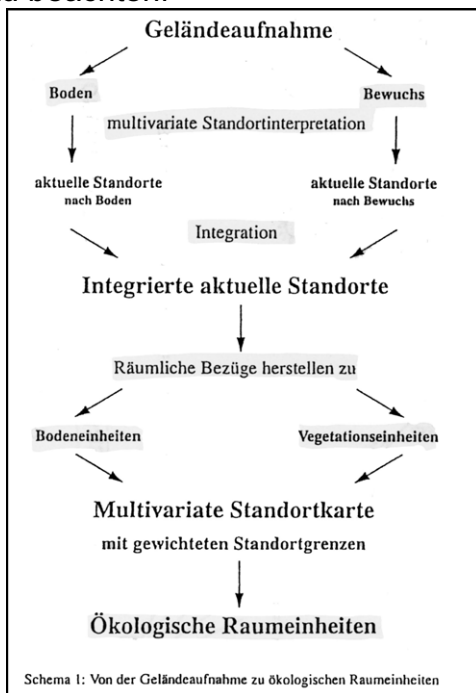 Geländeaufnahme
Boden
Bewuchs
multivariate Standortinterpretation
aktuelle Standorte
nach Boden
aktuelle Standorte
nach Bewuchs
Integration
Integrierte aktuelle Standorte
Räumliche Bezüge herstellen zu
Bodeneinheiten
Vegetationseinheiten
Multivariate Standortkarte
mit gewichteten Standortgrenzen
Ökologische Raumeinheiten
Schema 1: Von der Geländeaufnahme zu ökologischen Raumeinheiten